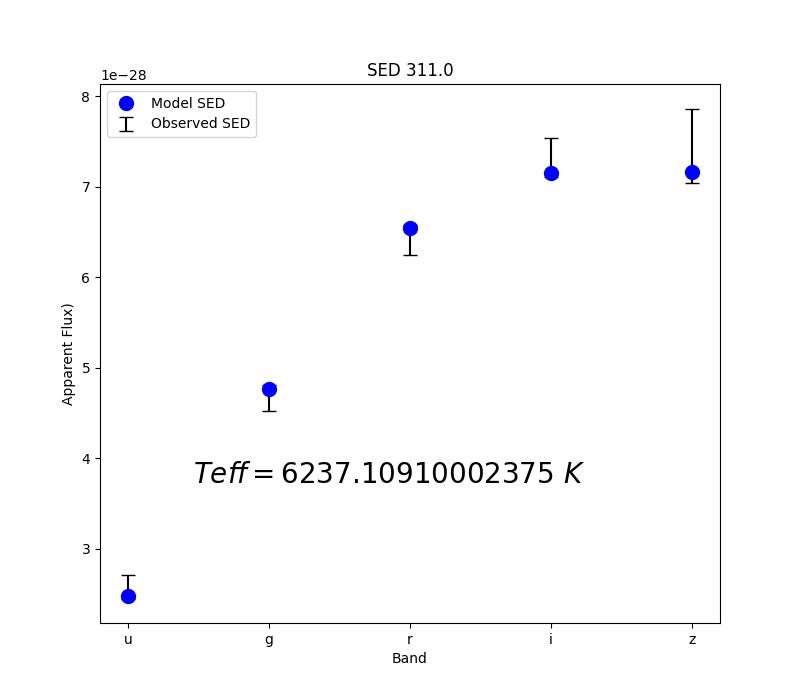 SED 311.0
1e−28
Model SED
Observed SED
8
7
6
5
4
3
Apparent Flux)
Teff = 6237.10910002375 K
u g r i z
Band